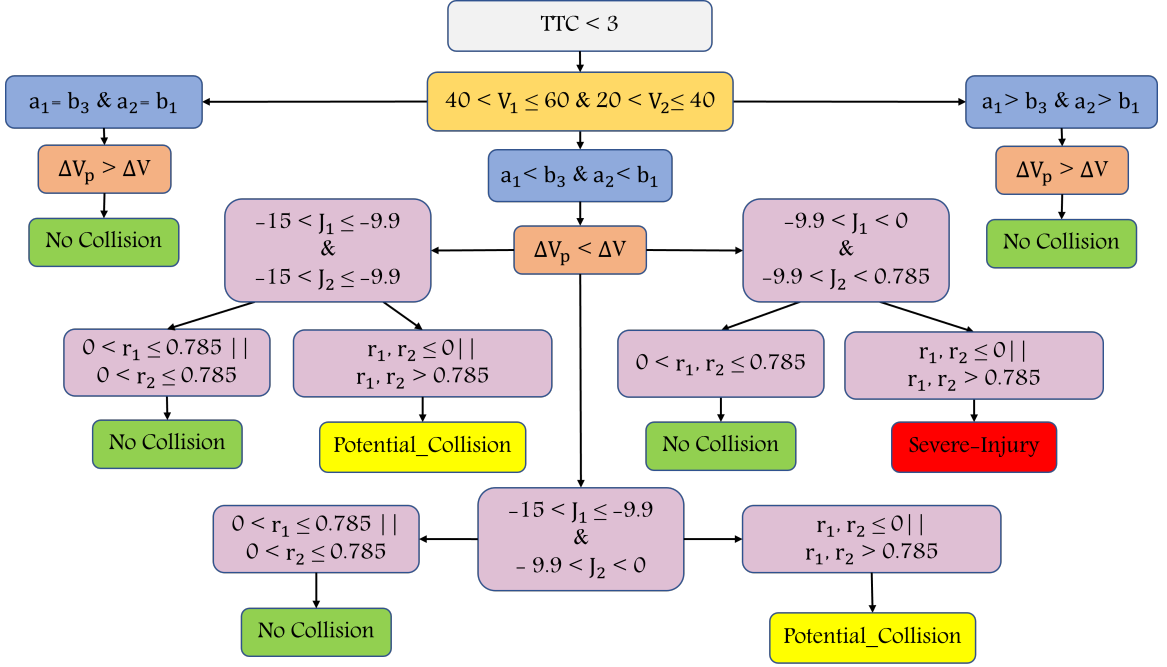 TTC < 3
a₁= b₃ & a₂= b₁
40 < V₁ ≤ 60 & 20 < V₂≤ 40
a₁> b₃ & a₂> b₁
ΔVₚ > ΔV
a₁< b₃ & a₂< b₁
ΔVₚ > ΔV
No Collision
–15 < J₁ ≤ –9.9
&
–15 < J₂ ≤ –9.9
ΔVₚ < ΔV
–9.9 < J₁ < 0
&
–9.9 < J₂ < 0.785
No Collision
0 < r₁ ≤ 0.785 ||
0 < r₂ ≤ 0.785
r₁, r₂ ≤ 0||
r₁, r₂ > 0.785
0 < r₁, r₂ ≤ 0.785
r₁, r₂ ≤ 0||
r₁, r₂ > 0.785
No Collision
Potential_Collision
No Collision
Severe–Injury
0 < r₁ ≤ 0.785 ||
0 < r₂ ≤ 0.785
–15 < J₁ ≤ –9.9
&
– 9.9 < J₂ < 0
r₁, r₂ ≤ 0||
r₁, r₂ > 0.785
No Collision
Potential_Collision